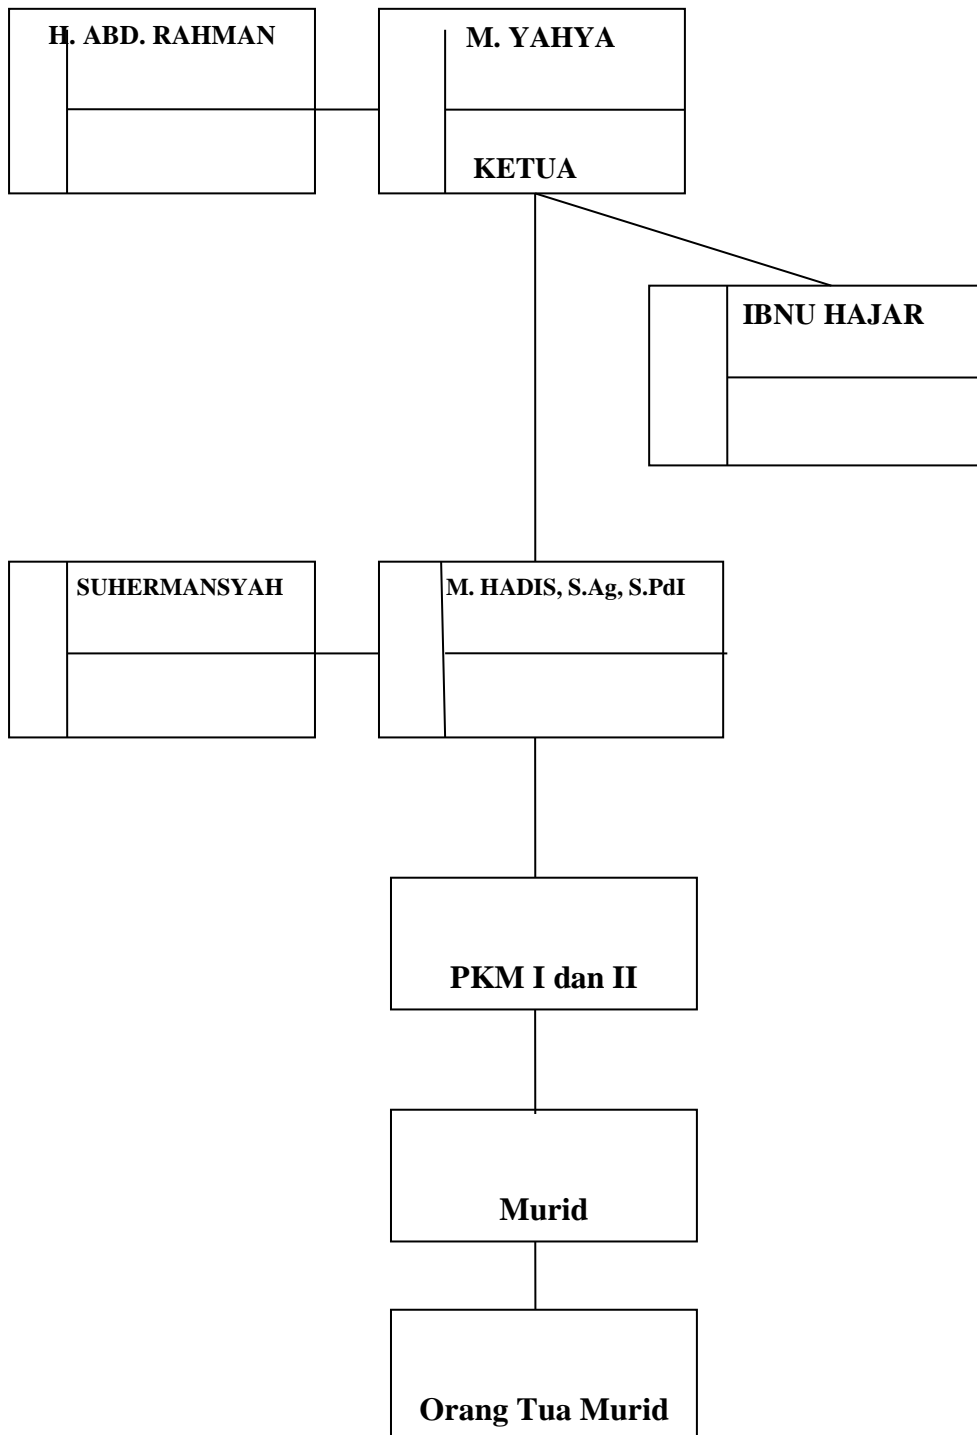 H. ABD. RAHMAN
M. YAHYA
KETUA
IBNU HAJAR
SUHERMANSYAH
M. HADIS, S.Ag, S.PdI
PKM I dan II
Murid
Orang Tua Murid